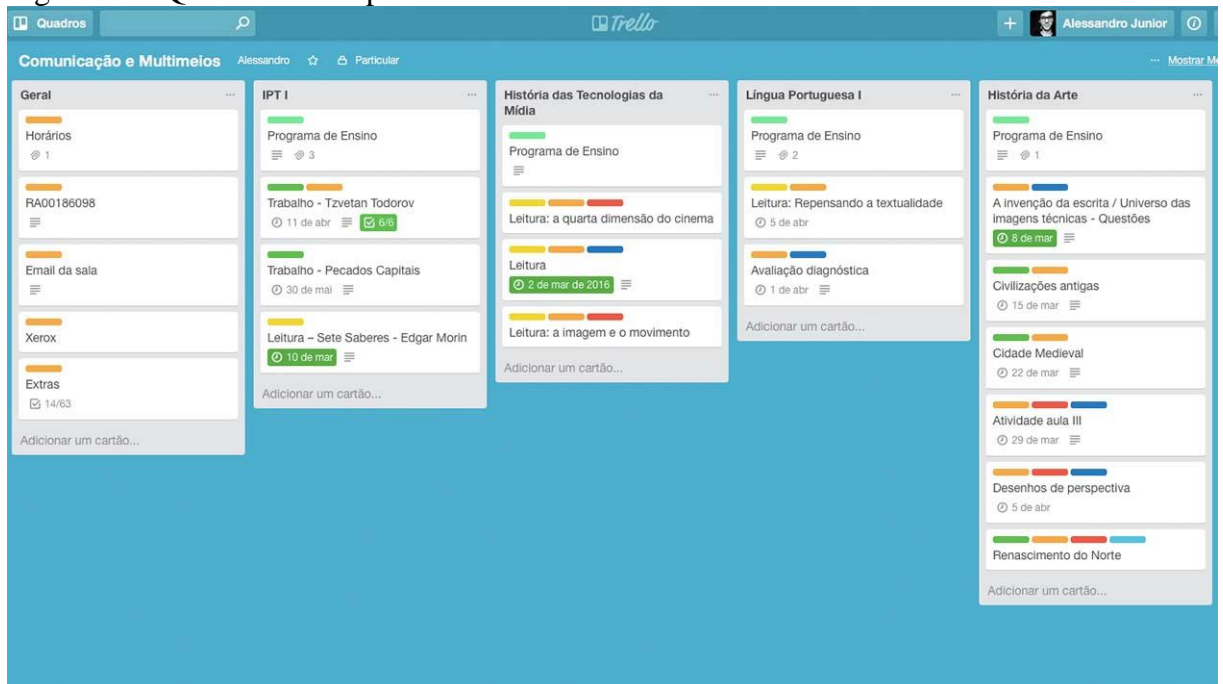 Quadros
Trello
Alessandro Junior
Comunicação e Multimeios
Alessandro
Particular
... Mostrar Me
Geral ...
Horários
1
RA00186098
Email da sala
Xerox
Extras
14/63
Adicionar um cartão...
IPT I ...
Programa de Ensino
3
Trabalho - Tzvetan Todorov
11 de abr 6/6
Trabalho - Pecados Capitais
30 de mai
Leitura – Sete Saberes - Edgar Morin
10 de mar
Adicionar um cartão...
História das Tecnologias da ...
Mídia
Programa de Ensino
Leitura: a quarta dimensão do cinema
Leitura
2 de mar de 2016
Leitura: a imagem e o movimento
Adicionar um cartão...
Língua Portuguesa I ...
Programa de Ensino
2
Leitura: Repensando a textualidade
5 de abr
Avaliação diagnóstica
1 de abr
Adicionar um cartão...
História da Arte ...
Programa de Ensino
1
A invenção da escrita / Universo das
imagens técnicas - Questões
8 de mar
Civilizações antigas
15 de mar
Cidade Medieval
22 de mar
Atividade aula III
29 de mar
Desenhos de perspectiva
5 de abr
Renascimento do Norte
Adicionar um cartão...